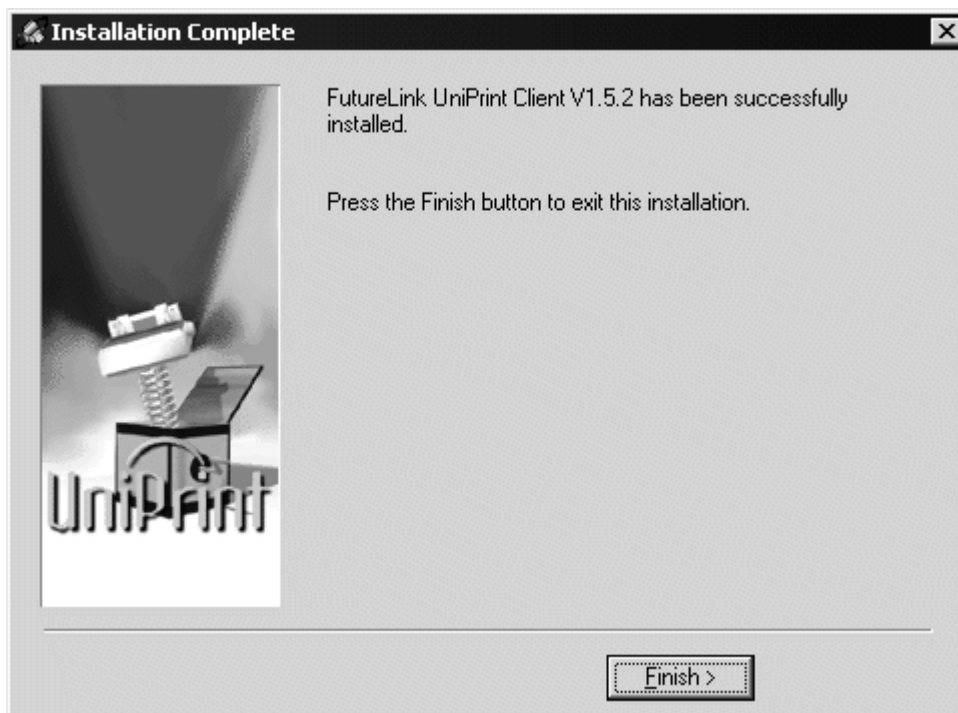 Installation Complete
FutureLink UniPrint Client V1.5.2 has been successfully
installed.
Press the Finish button to exit this installation.
UniPrint
Finish >